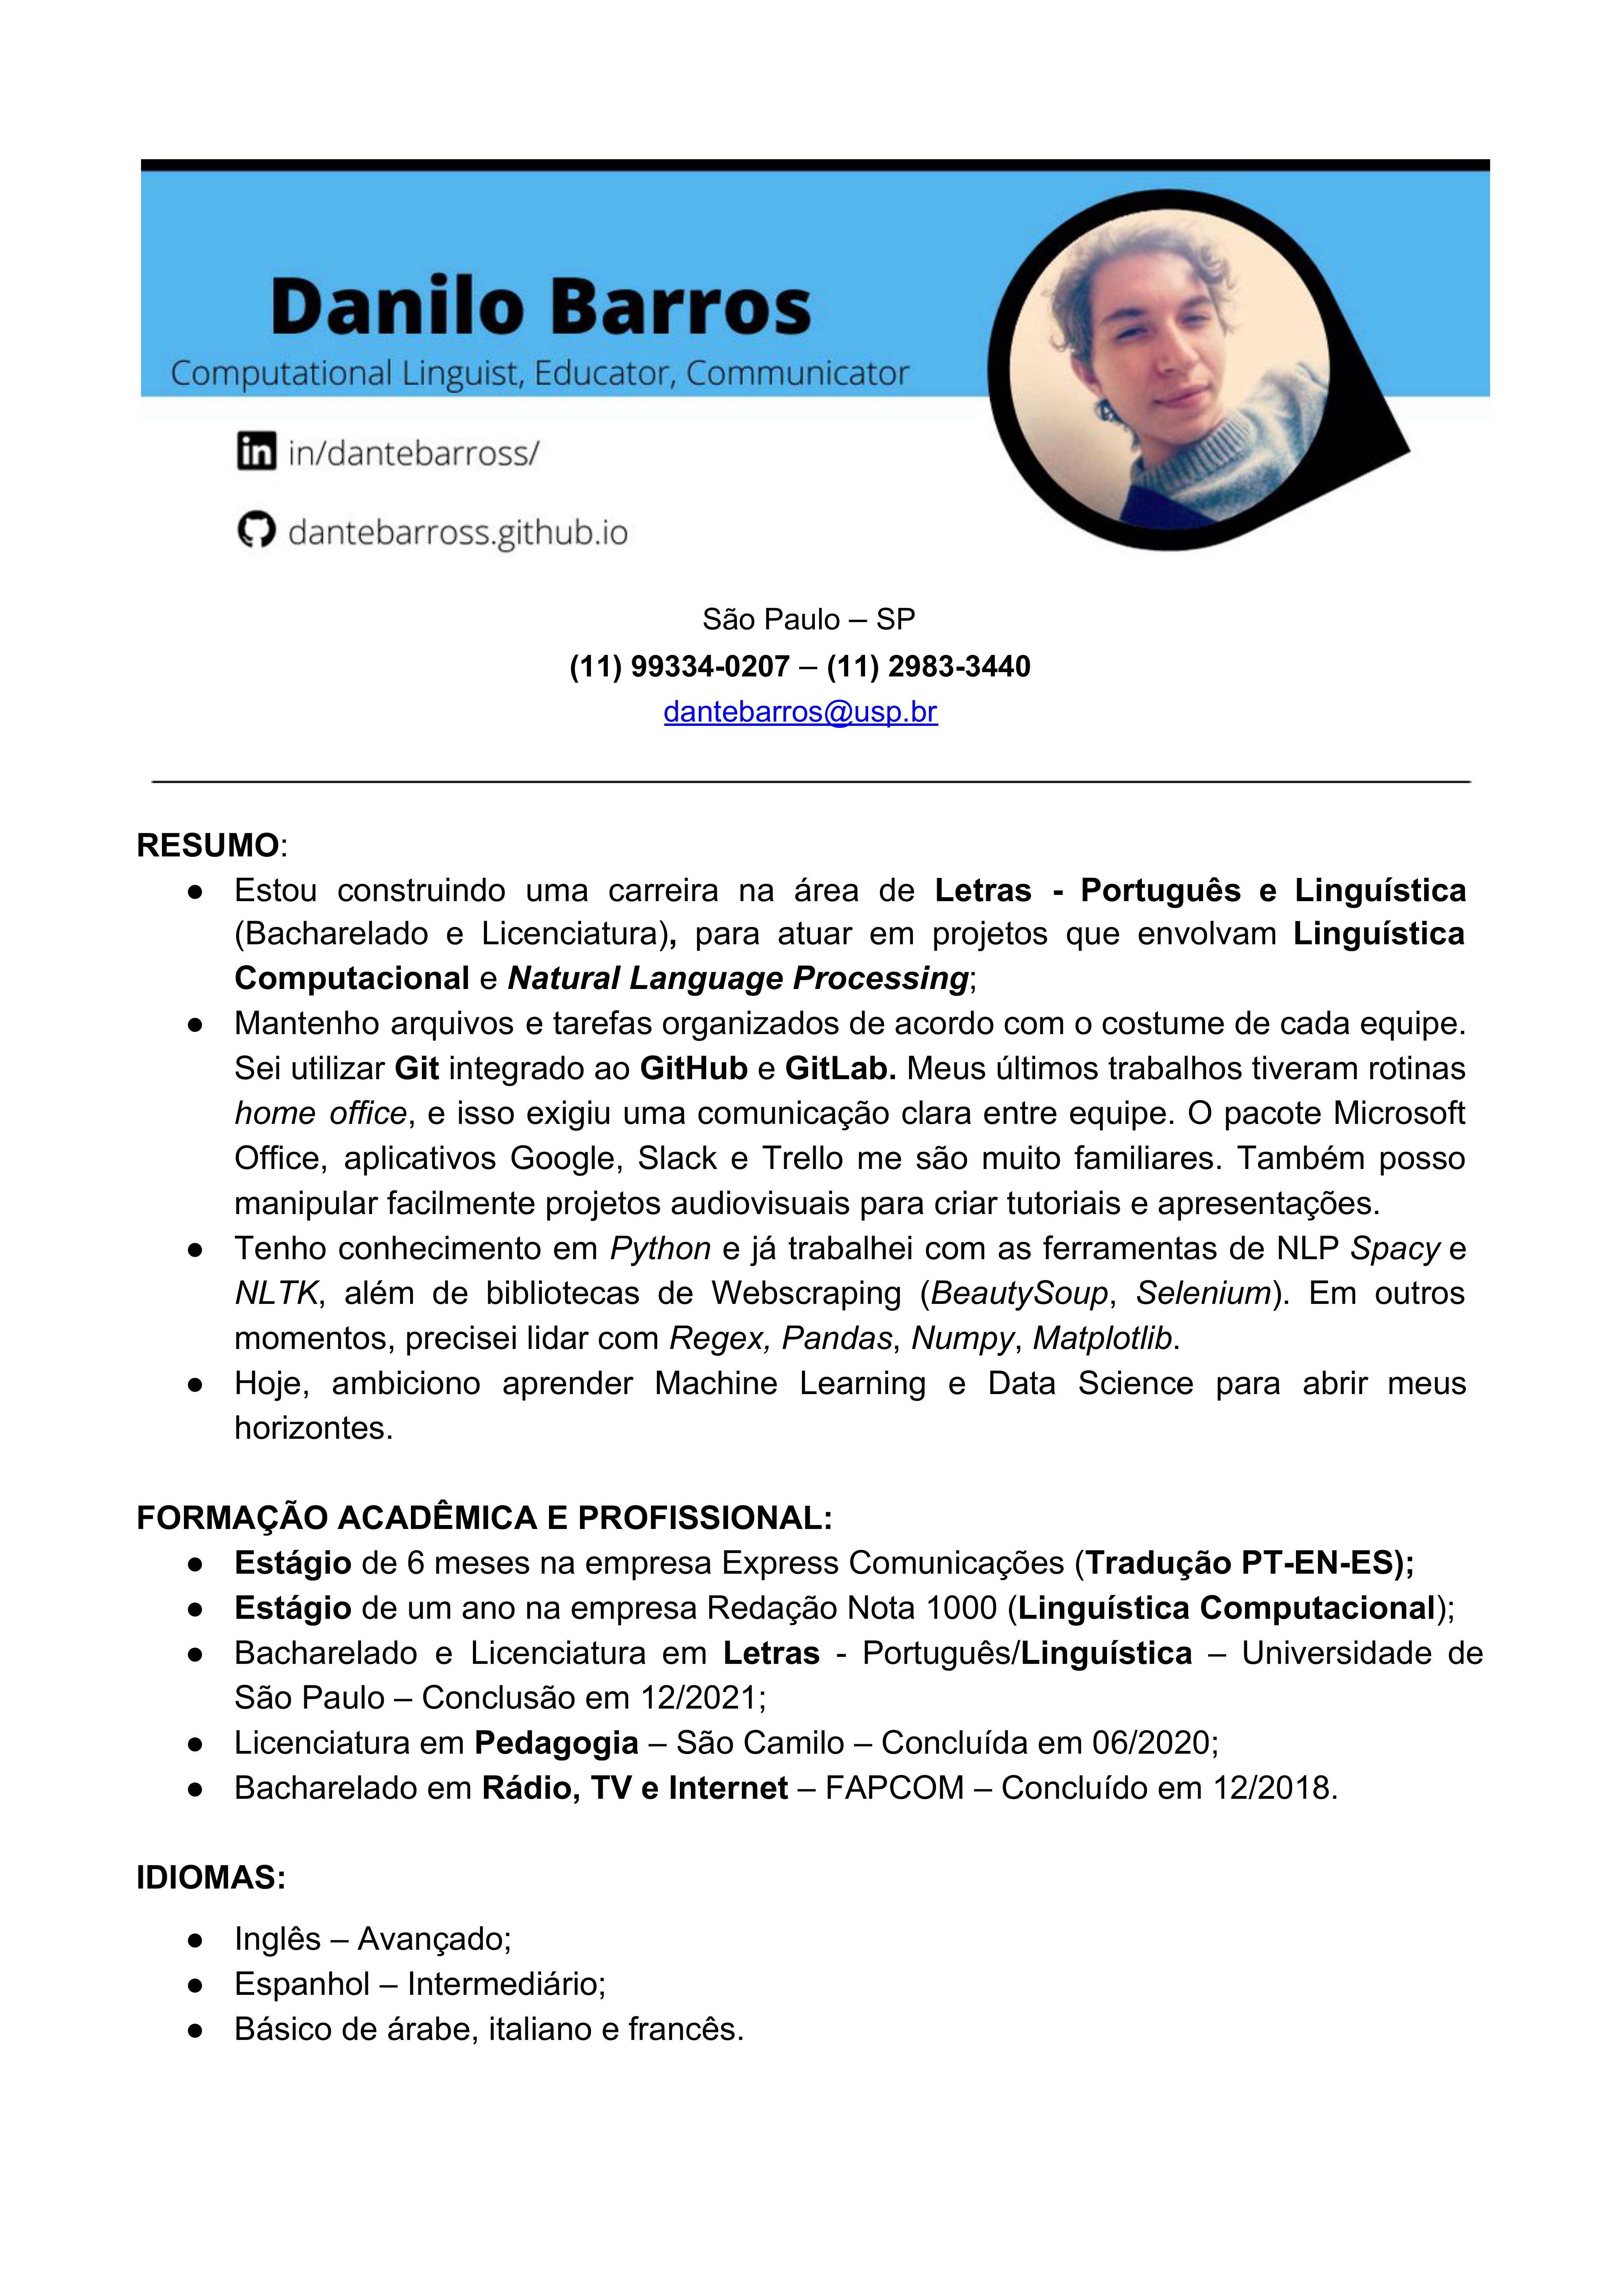 Danilo Barros
Computational Linguist, Educator, Communicator
in in/dantebarross/
dantebarross.github.io
São Paulo – SP
(11) 99334-0207 – (11) 2983-3440
dantebarros@usp.br
RESUMO:
● Estou construindo uma carreira na área de Letras - Português e Linguística
(Bacharelado e Licenciatura), para atuar em projetos que envolvam Linguística
Computacional e Natural Language Processing;
● Mantenho arquivos e tarefas organizados de acordo com o costume de cada equipe.
Sei utilizar Git integrado ao GitHub e GitLab. Meus últimos trabalhos tiveram rotinas
home office, e isso exigiu uma comunicação clara entre equipe. O pacote Microsoft
Office, aplicativos Google, Slack e Trello me são muito familiares. Também posso
manipular facilmente projetos audiovisuais para criar tutoriais e apresentações.
● Tenho conhecimento em Python e já trabalhei com as ferramentas de NLP Spacy e
NLTK, além de bibliotecas de Webscraping (BeautySoup, Selenium). Em outros
momentos, precisei lidar com Regex, Pandas, Numpy, Matplotlib.
● Hoje, ambiciono aprender Machine Learning e Data Science para abrir meus
horizontes.
FORMAÇÃO ACADÊMICA E PROFISSIONAL:
● Estágio de 6 meses na empresa Express Comunicações (Tradução PT-EN-ES);
● Estágio de um ano na empresa Redação Nota 1000 (Linguística Computacional);
● Bacharelado e Licenciatura em Letras - Português/Linguística – Universidade de
São Paulo – Conclusão em 12/2021;
● Licenciatura em Pedagogia – São Camilo – Concluída em 06/2020;
● Bacharelado em Rádio, TV e Internet – FAPCOM – Concluído em 12/2018.
IDIOMAS:
● Inglês – Avançado;
● Espanhol – Intermediário;
● Básico de árabe, italiano e francês.